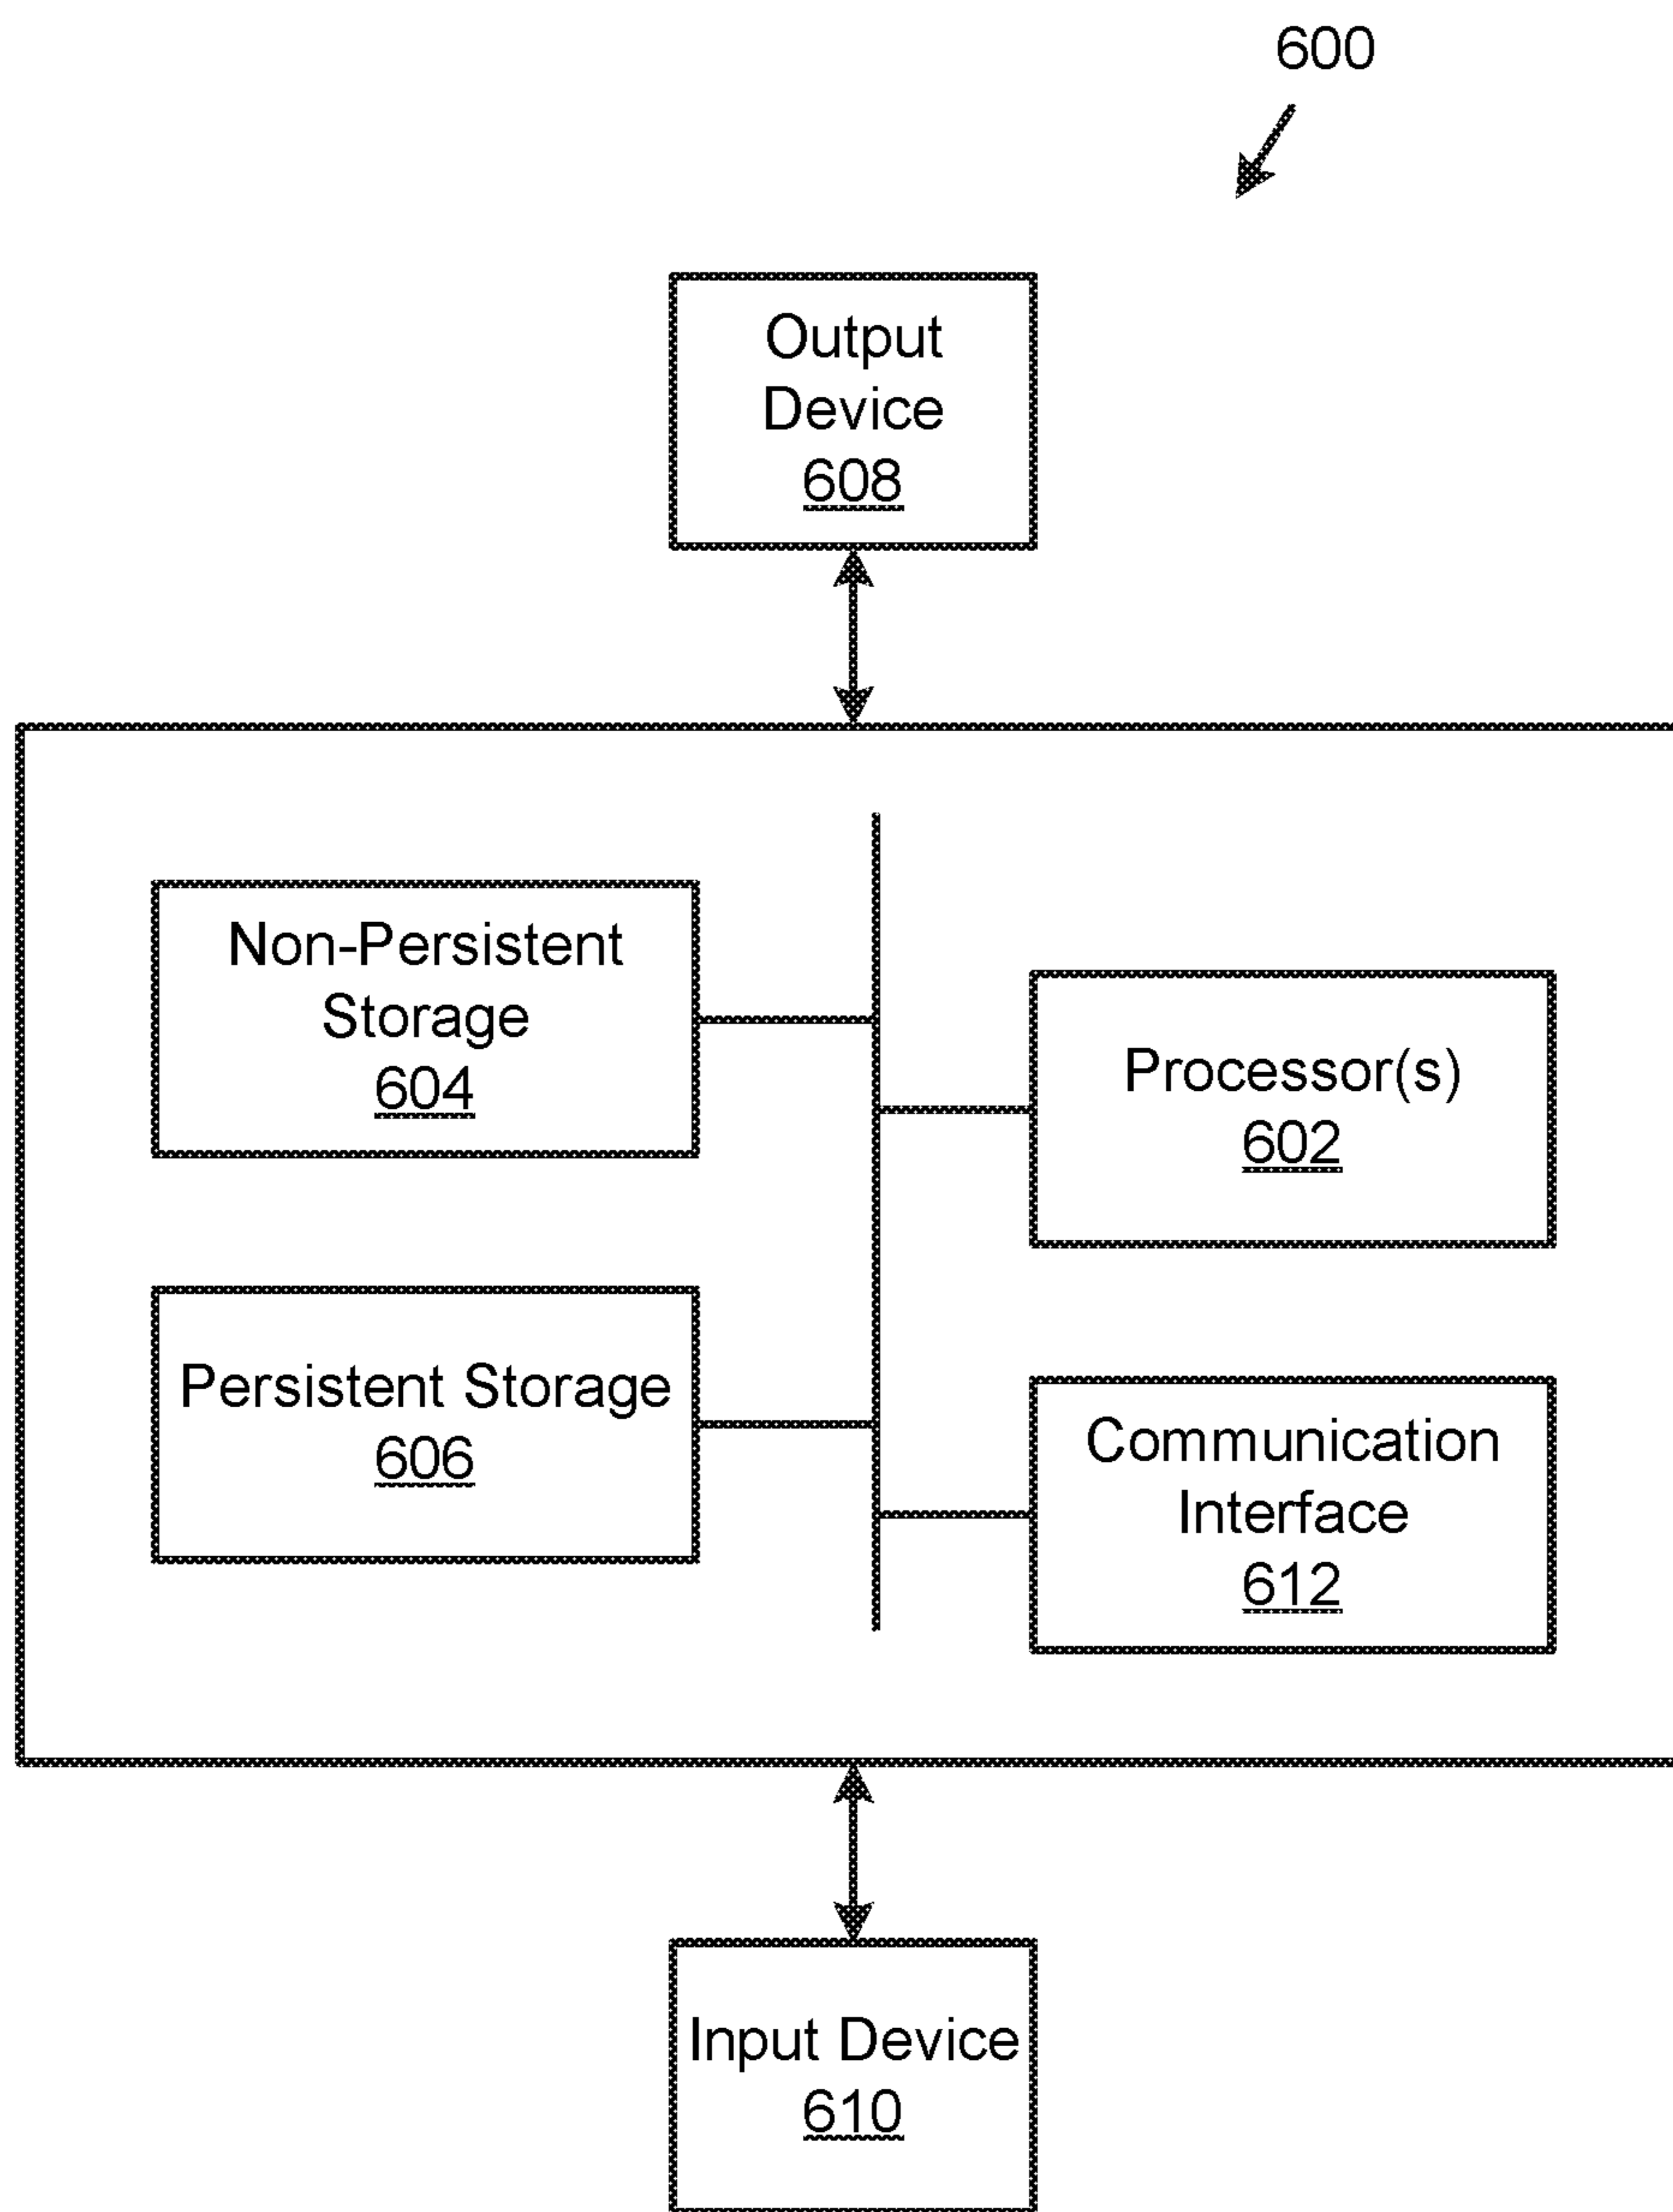 600
Output
Device
608
Non-Persistent
Storage
604
Processor(s)
602
Persistent Storage
606
Communication
Interface
612
Input Device
610